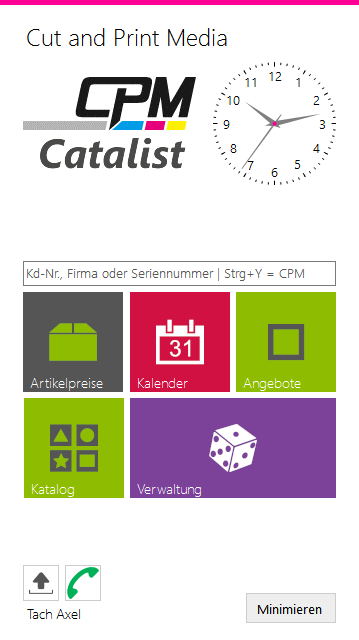 Cut and Print Media
CPM
Catalist
12
1
2
3
4
5
6
7
8
9
10
11
Kd-Nr., Firma oder Seriennummer | Strg+Y = CPM
31
Artikelpreise
Kalender
Angebote
Katalog
Verwaltung
Tach Axel
Minimieren